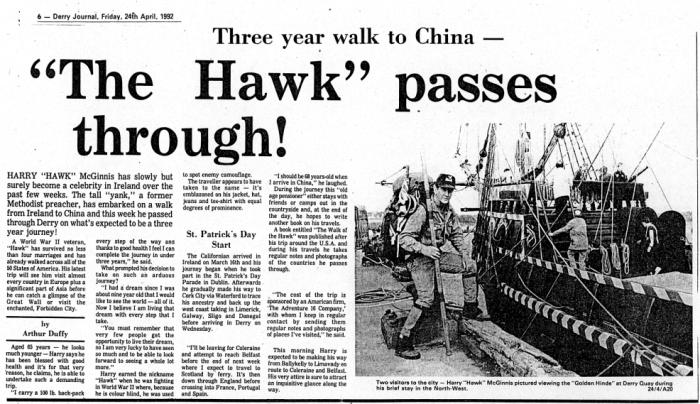 6 — Derry Journal, Friday, 24th April, 1992
Three year walk to China —
“The Hawk” passes
through!
HARRY “HAWK” McGinnis has slowly but
surely become a celebrity in Ireland over the
past few weeks. The tall “yank,” a former
Methodist preacher, has embarked on a walk
from Ireland to China and this week he passed
through Derry on what's expected to be a three
year journey!
A World War II veteran,
“Hawk” has survived no less
than four marriages and has
already walked across all of the
50 States of America. His latest
trip will see him visit almost
every country in Europe plus a
significant part of Asia before
he can catch a glimpse of the
Great Wall or visit the
enchanted, Forbidden City.
by
Arthur Duffy
Aged 65 years — he looks
much younger — Harry says he
has been blessed with good
health and it's for that very
reason, he claims, he is able to
undertake such a demanding
trip.
“I carry a 100 lb. back-pack
every step of the way and
thanks to good health I feel I can
complete the journey in under
three years,” he said.
What prompted his decision to
take on such an arduous
journey?
“I had a dream since I was
about nine year old that I would
like to see the world — all of it.
Now I believe I am living that
dream with every step that I
take.
“You must remember that
very few people get the
opportunity to live their dream,
so I am very lucky to have seen
so much and to be able to look
forward to seeing a whole lot
more.”
Harry earned the nickname
“Hawk” when he was fighting
in World War II where, because
he is colour blind, he was used
to spot enemy camouflage.
The traveller appears to have
taken to the name — it's
emblazoned on his jacket, hat,
jeans and tee-shirt with equal
degrees of prominence.
St. Patrick's Day
Start
The Californian arrived in
Ireland on March 16th and his
journey began when he took
part in the St. Patrick's Day
Parade in Dublin. Afterwards
he gradually made his way to
Cork City via Waterford to trace
his ancestry and back up the
west coast taking in Limerick,
Galway, Sligo and Donegal
before arriving in Derry on
Wednesday.
“I'll be leaving for Coleraine
and attempt to reach Belfast
before the end of next week
where I expect to travel to
Scotland by ferry. It's then
down through England before
crossing into France, Portugal
and Spain.
“I should be 68 years-old when
I arrive in China,” he laughed.
During the journey this “old
age pensioner” either stays with
friends or camps out in the
countryside and, at the end of
the day, he hopes to write
another book on his travels.
A book entitled “The Walk of
the Hawk” was published after
his trip around the U.S.A. and
during his travels he takes
regular notes and photographs
of the countries he passes
through.
“The cost of the trip is
sponsored by an American firm,
‘The Adventure 16 Company,’
with whom I keep in regular
contact by sending them
regular notes and photographs
of places I've visited,” he said.
This morning Harry is
expected to be making his way
from Ballykelly to Limavady en
route to Coleraine and Belfast.
His very attire is sure to attract
an inquisitive glance along the
way.
Two visitors to the city — Harry “Hawk” McGinnis pictured viewing the “Golden Hinde” at Derry Quay during
his brief stay in the North-West. 24/4/A20